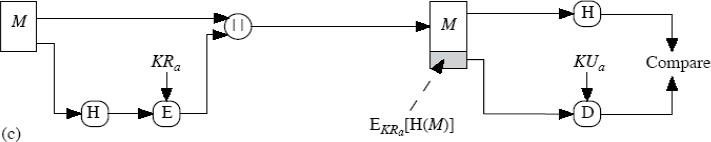 M
||
M
H
KRa
KUa
Compare
H
E
D
EKRa[H(M)]
(c)